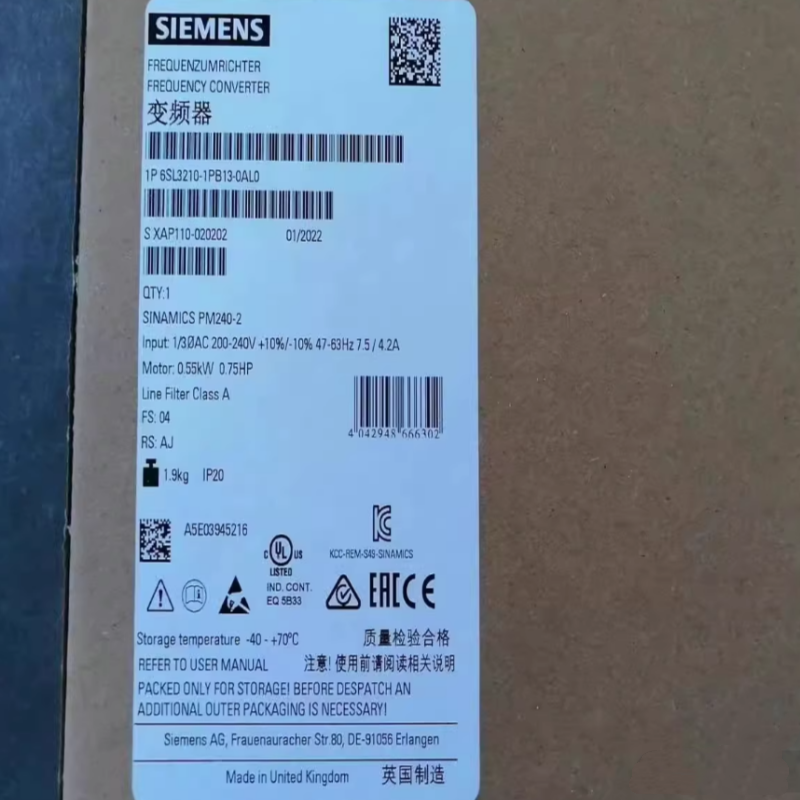 SIEMENS
FREQUENZUMRICHTER
FREQUENCY CONVERTER
变频器
1P 6SL3210-1PB13-0AL0
S XAP110-020202 01/2022
QTY:1
SINAMICS PM240-2
Input: 1/3ØAC 200-240V +10%/-10% 47-63Hz 7.5 / 4.2A
Motor: 0.55kW 0.75HP
Line Filter Class A
FS: 04
RS: AJ
4 042948 666302
1.9kg IP20
A5E03945216
C UL US
LISTED
IND. CONT.
EQ 5B33
KCC-REM-S49-SINAMICS
EAC CE
Storage temperature -40 - +70°C 质量检验合格
REFER TO USER MANUAL 注意! 使用前请阅读相关说明
PACKED ONLY FOR STORAGE! BEFORE DESPATCH AN
ADDITIONAL OUTER PACKAGING IS NECESSARY!
Siemens AG, Frauenauracher Str 80, DE-91056 Erlangen
Made in United Kingdom 英国制造